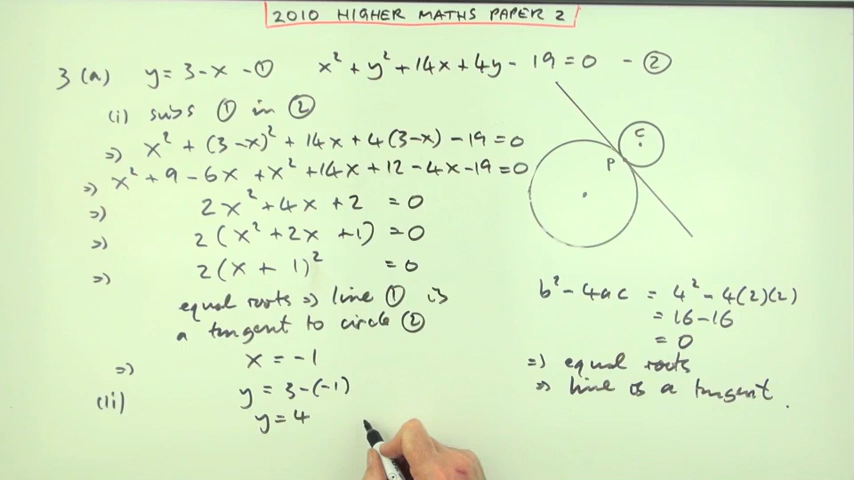 2010 HIGHER MATHS PAPER 2
3 (a) y = 3 - x - ① x² + y² + 14x + 4y - 19 = 0 - ②
(i) subs ① in ②
⇒) x² + (3-x)² + 14x + 4(3-x) - 19 = 0
⇒) x² + 9 - 6x + x² + 14x + 12 - 4x - 19 = 0
⇒) 2x² + 4x + 2 = 0
⇒) 2(x² + 2x + 1) = 0
⇒) 2(x + 1)² = 0
equal roots ⇒ line ① is
a tangent to circle ②
⇒) x = -1
(ii) y = 3 - (-1)
y = 4
C
P
b² - 4ac = 4² - 4(2)(2)
= 16 - 16
= 0
⇒) equal roots
⇒ line is a tangent.